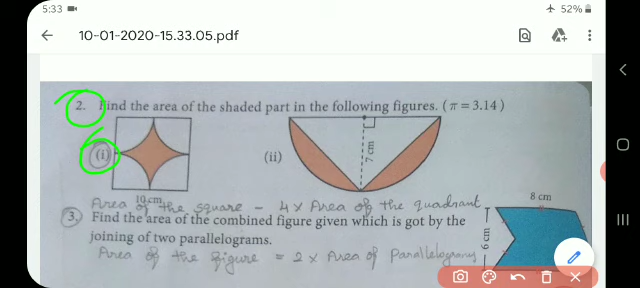 5:33 52%
10-01-2020-15.33.05.pdf
2. Find the area of the shaded part in the following figures. ( π = 3.14 )
(i)
(ii)
7 cm
10 cm
Area of the square - 4 x Area of the quadrant
8 cm
3. Find the area of the combined figure given which is got by the
joining of two parallelograms.
6 cm
Area of the figure = 2 x Area of Parallelograms